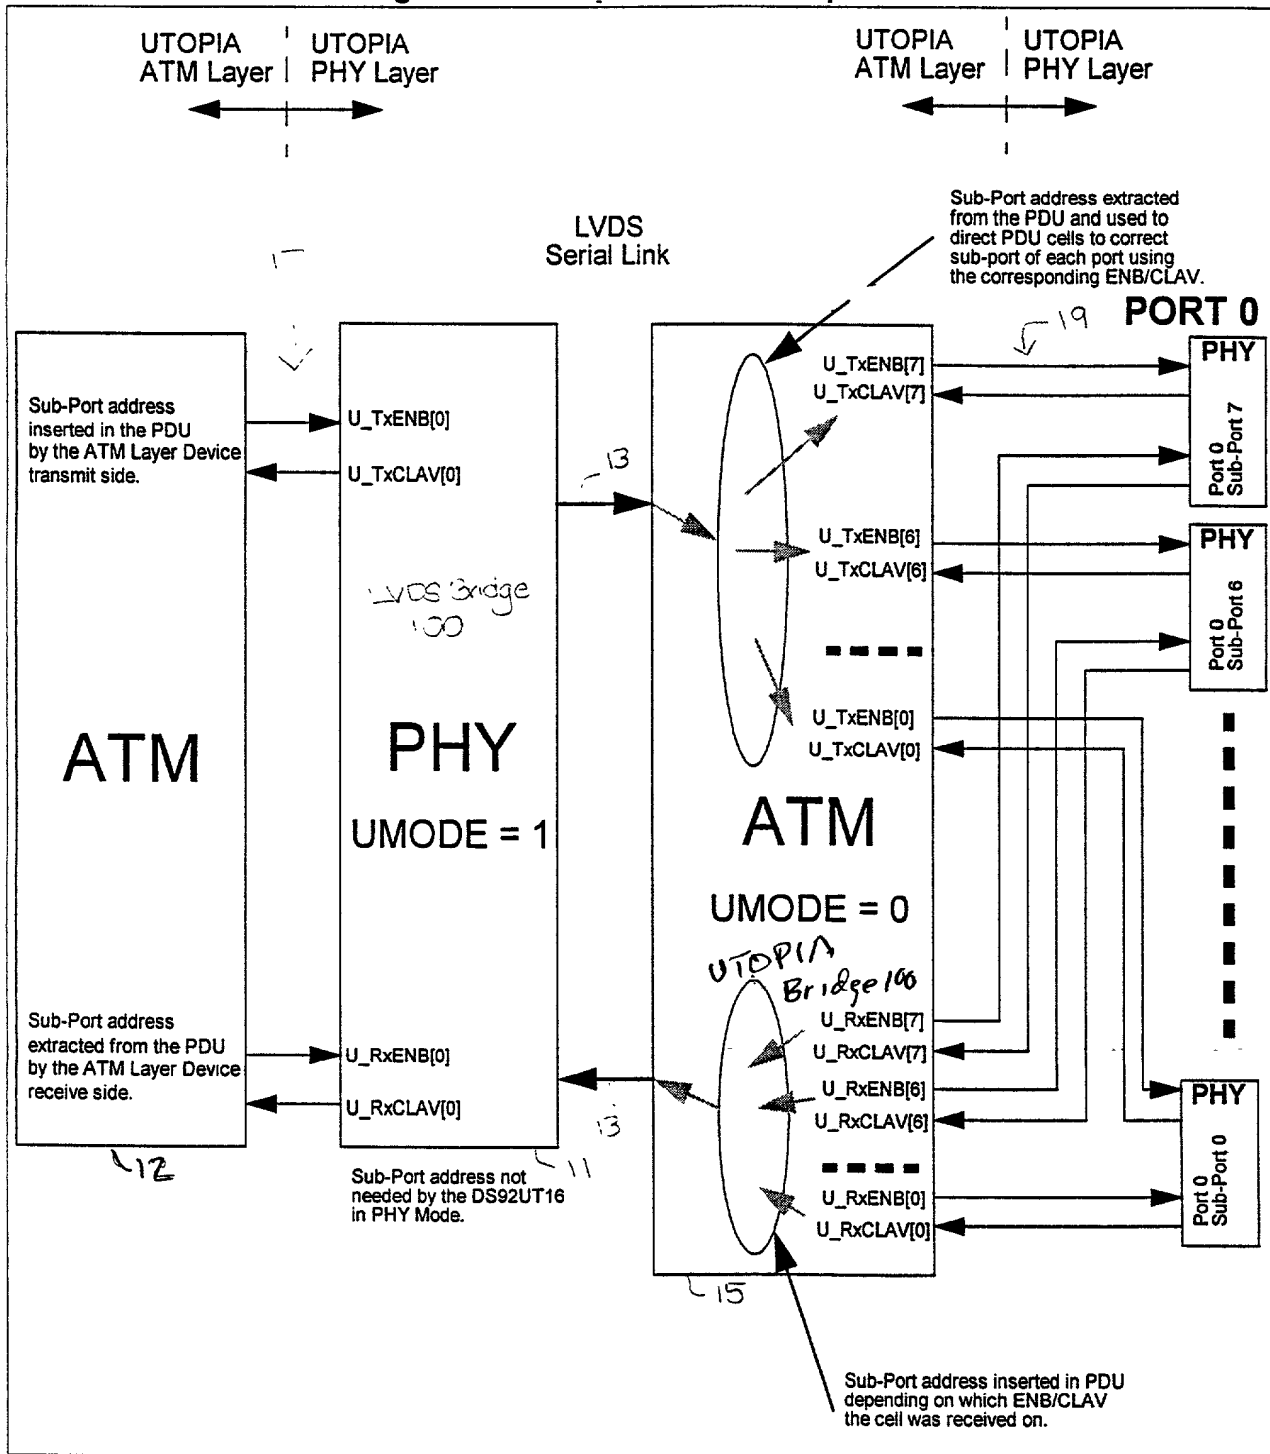 UTOPIA
ATM Layer
UTOPIA
PHY Layer
UTOPIA
ATM Layer
UTOPIA
PHY Layer
LVDS
Serial Link
Sub-Port address extracted
from the PDU and used to
direct PDU cells to correct
sub-port of each port using
the corresponding ENB/CLAV.
19
PORT 0
Sub-Port address
inserted in the PDU
by the ATM Layer Device
transmit side.
U_TxENB[0]
U_TxCLAV[0]
13
LVDS Bridge
100
ATM
PHY
UMODE = 1
Sub-Port address
extracted from the PDU
by the ATM Layer Device
receive side.
U_RxENB[0]
U_RxCLAV[0]
13
12
11
Sub-Port address not
needed by the DS92UT16
in PHY Mode.
U_TxENB[7]
U_TxCLAV[7]
U_TxENB[6]
U_TxCLAV[6]
U_TxENB[0]
U_TxCLAV[0]
ATM
UMODE = 0
UTOPIA
Bridge 100
U_RxENB[7]
U_RxCLAV[7]
U_RxENB[6]
U_RxCLAV[6]
U_RxENB[0]
U_RxCLAV[0]
15
PHY
Port 0
Sub-Port 7
PHY
Port 0
Sub-Port 6
PHY
Port 0
Sub-Port 0
Sub-Port address inserted in PDU
depending on which ENB/CLAV
the cell was received on.